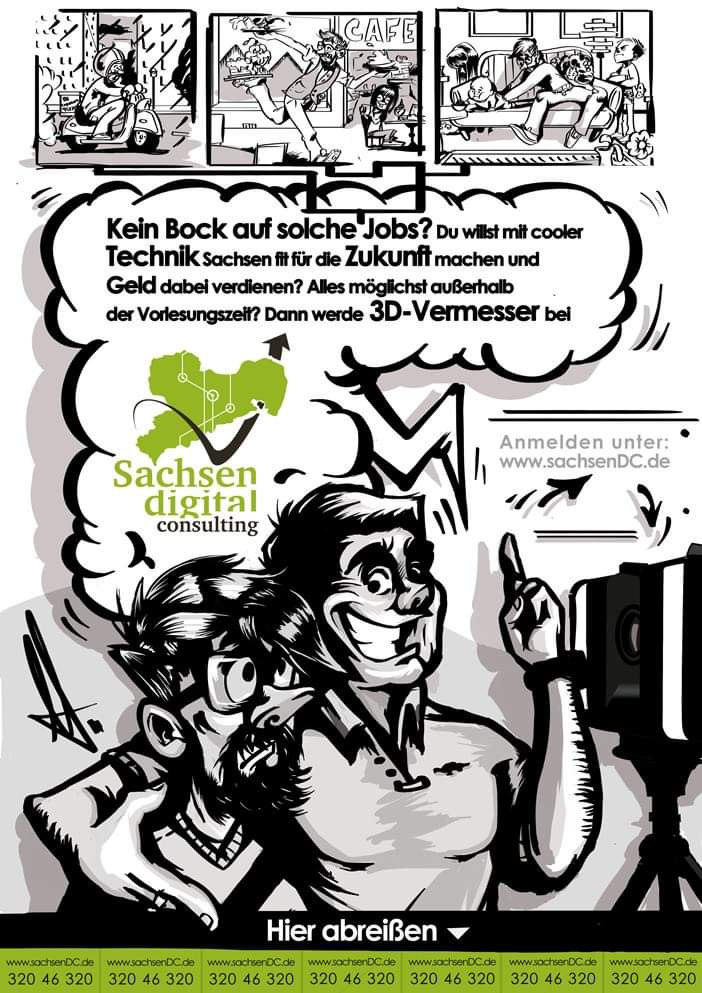 CAFE
Kein Bock auf solche Jobs? Du willst mit cooler
Technik Sachsen fit für die Zukunft machen und
Geld dabei verdienen? Alles möglichst außerhalb
der Vorlesungszeit? Dann werde 3D-Vermesser bei
Sachsen
digital
consulting
Anmelden unter:
www.sachsenDC.de
Hier abreißen
www.sachsenDC.de www.sachsenDC.de www.sachsenDC.de www.sachsenDC.de www.sachsenDC.de www.sachsenDC.de www.sachsenDC.de
320 46 320 320 46 320 320 46 320 320 46 320 320 46 320 320 46 320 320 46 320